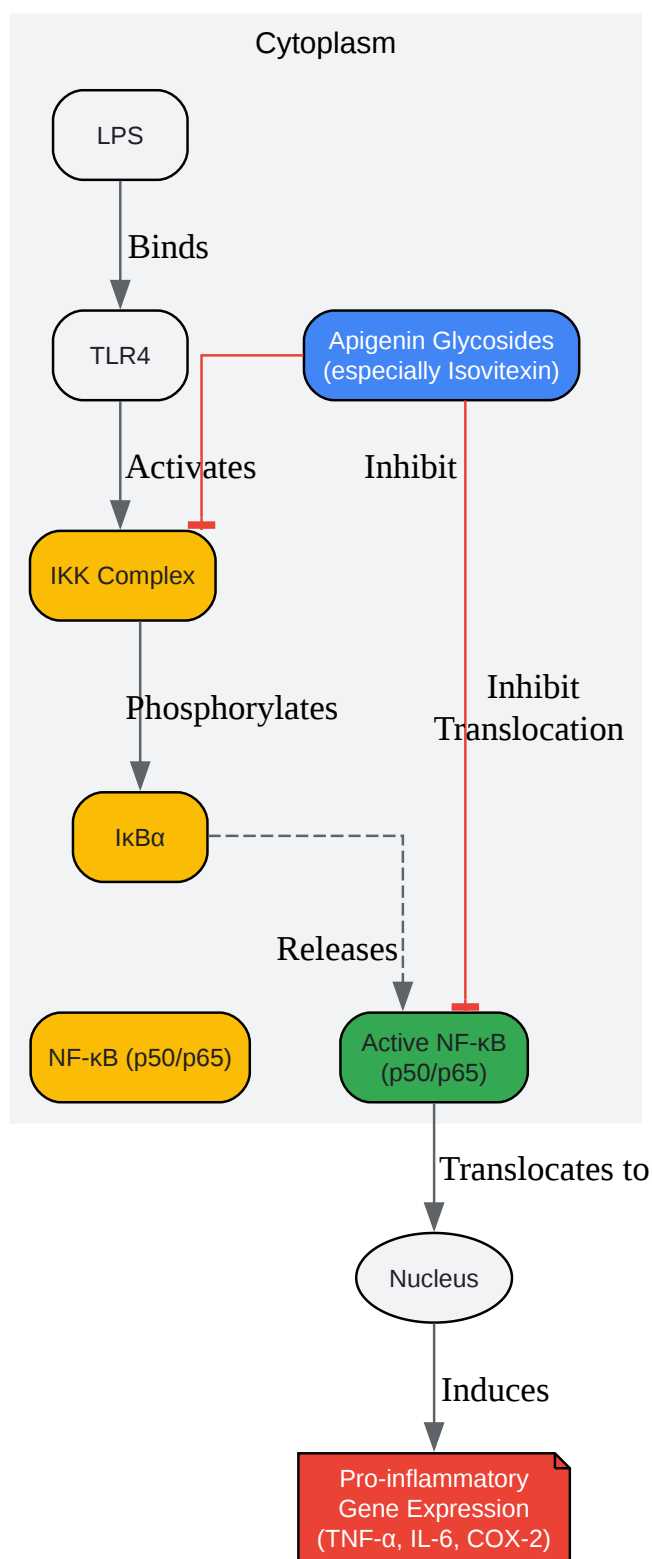 Cytoplasm
LPS
Binds
TLR4
Apigenin Glycosides
(especially Isovitexin)
Activates
Inhibit
IKK Complex
Phosphorylates
Inhibit
Translocation
IκBα
Releases
NF-κB (p50/p65)
Active NF-κB
(p50/p65)
Translocates to
Nucleus
Induces
Pro-inflammatory
Gene Expression
(TNF-α, IL-6, COX-2)